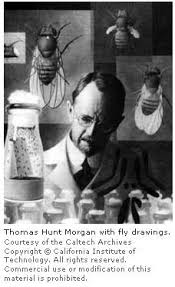 Thomas Hunt Morgan with fly drawings.
Courtesy of the Caltech Archives
Copyright © California Institute of
Technology. All rights reserved.
Commercial use or modification of this
material is prohibited.